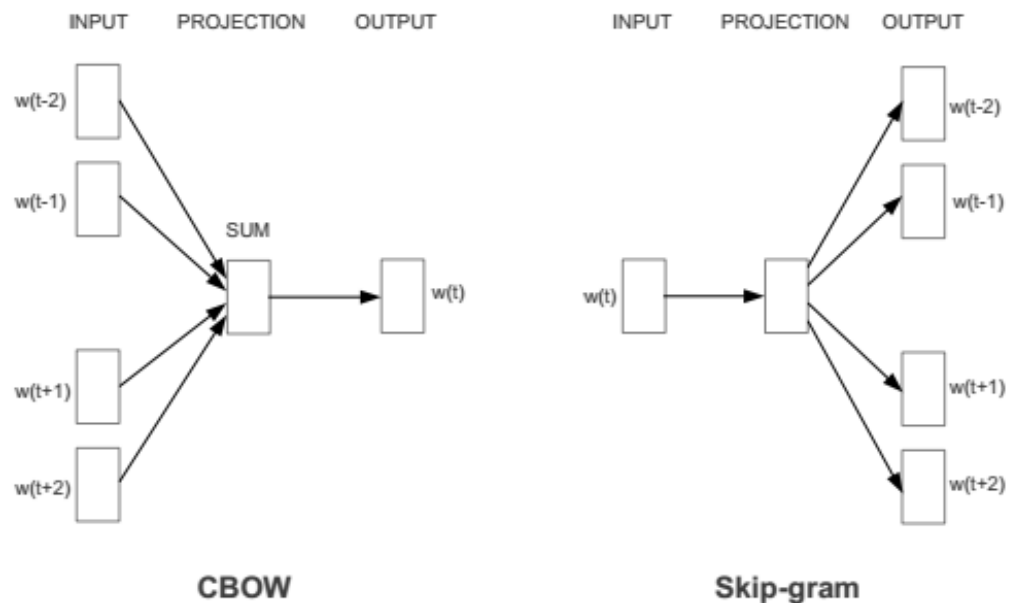 INPUT PROJECTION OUTPUT
w(t-2)
w(t-1)
SUM
w(t)
w(t+1)
w(t+2)
CBOW
INPUT PROJECTION OUTPUT
w(t-2)
w(t-1)
w(t)
w(t+1)
w(t+2)
Skip-gram